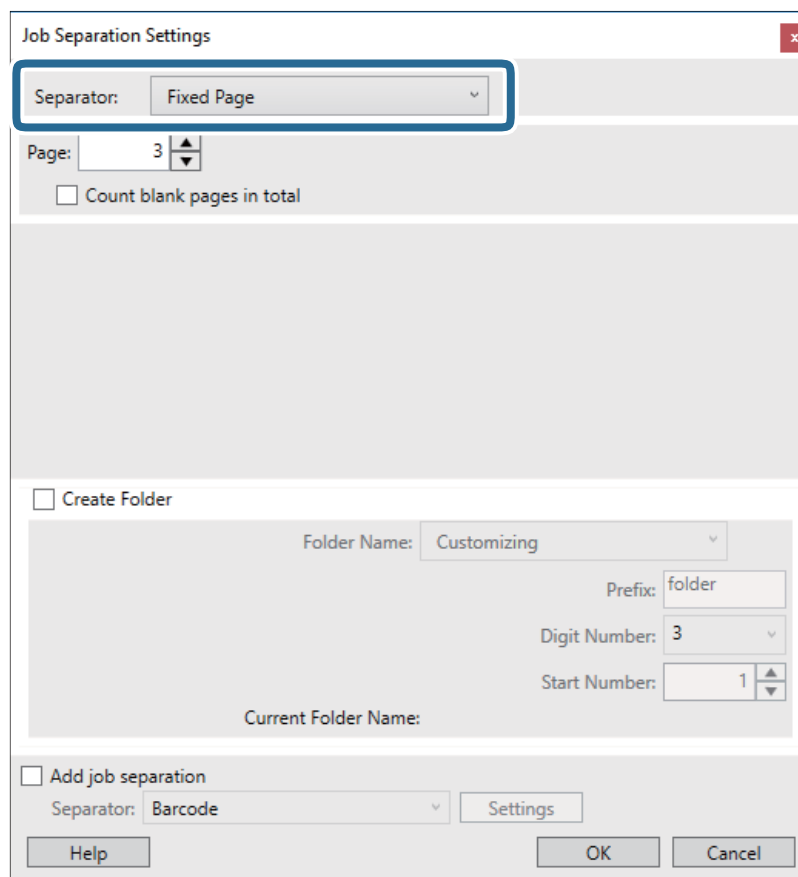 Job Separation Settings
x
Separator: Fixed Page
Page: 3
Count blank pages in total
Create Folder
Folder Name: Customizing
Prefix: folder
Digit Number: 3
Start Number: 1
Current Folder Name:
Add job separation
Separator: Barcode Settings
Help OK Cancel